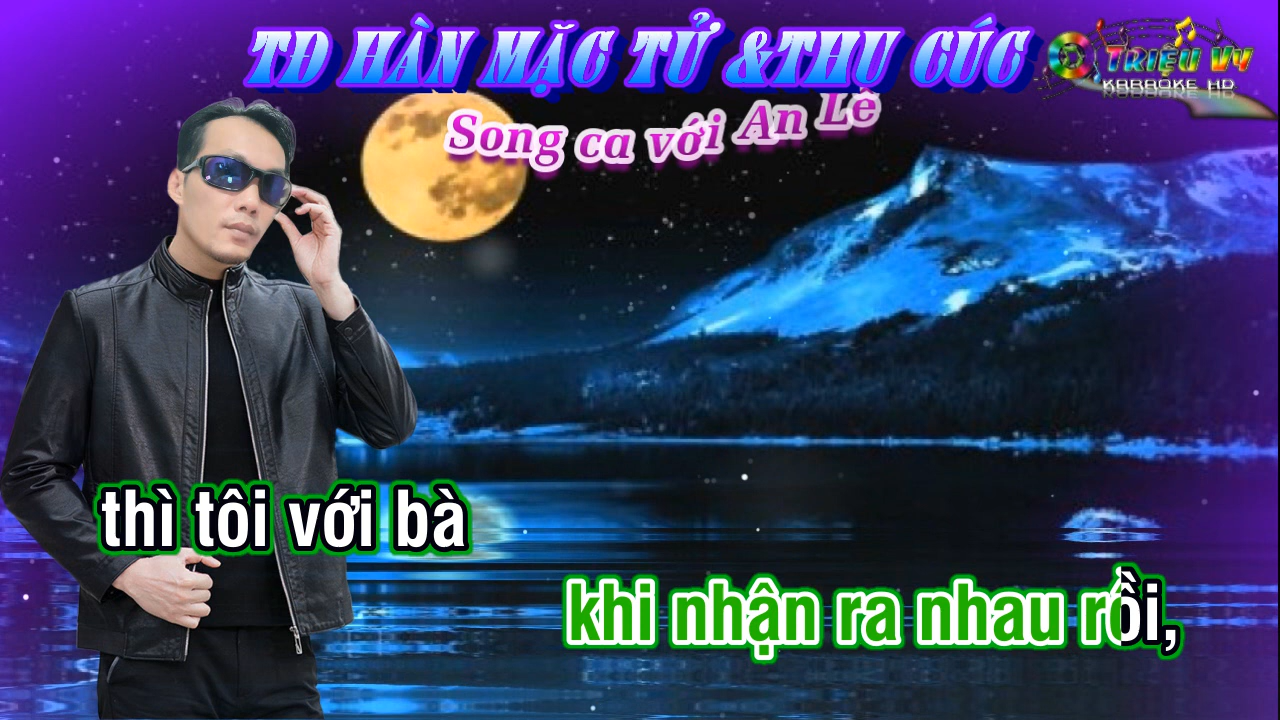 TĐ HÀN MẶC TỬ &THU CÚC
TRIỆU VY
KARAOKE HD
Song ca với An Lê
thì tôi với bà
khi nhận ra nhau rồi,